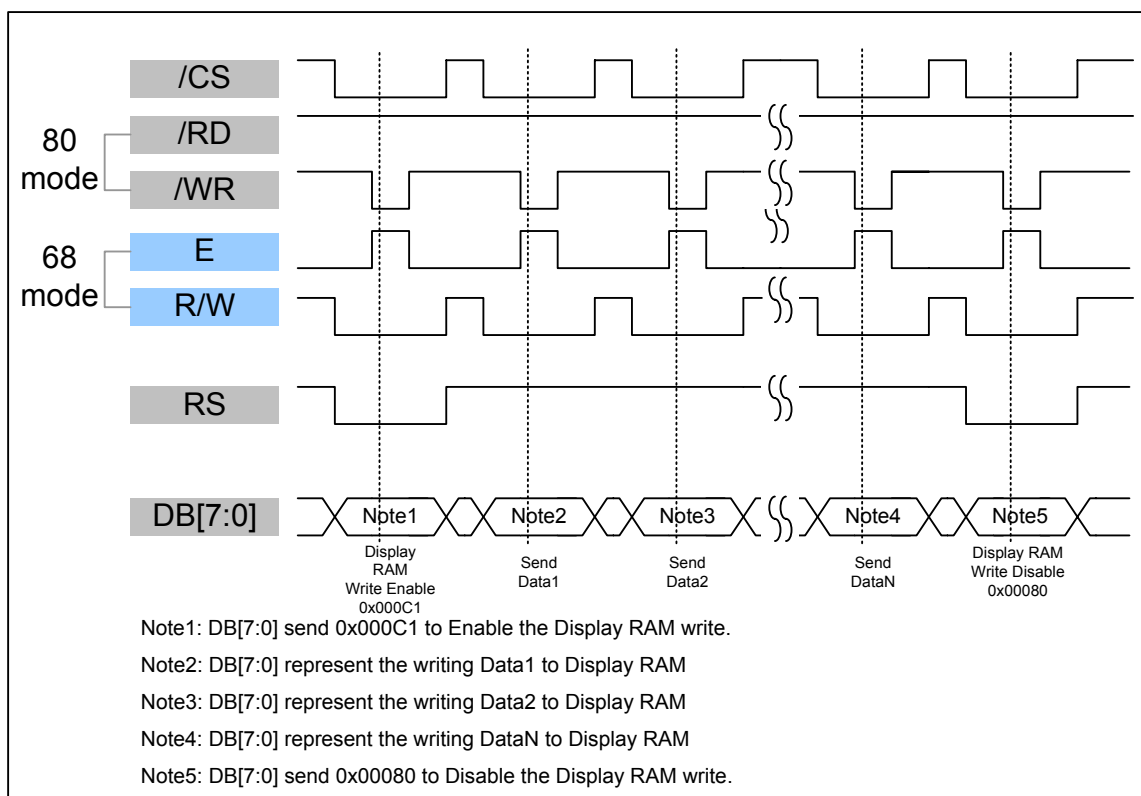 /CS
80
mode
/RD
/WR
68
mode
E
R/W
RS
DB[7:0]
Note1
Note2
Note3
Note4
Note5
Display
RAM
Write Enable
0x000C1
Send
Data1
Send
Data2
Send
DataN
Display RAM
Write Disable
0x00080
Note1: DB[7:0] send 0x000C1 to Enable the Display RAM write.
Note2: DB[7:0] represent the writing Data1 to Display RAM
Note3: DB[7:0] represent the writing Data2 to Display RAM
Note4: DB[7:0] represent the writing DataN to Display RAM
Note5: DB[7:0] send 0x00080 to Disable the Display RAM write.